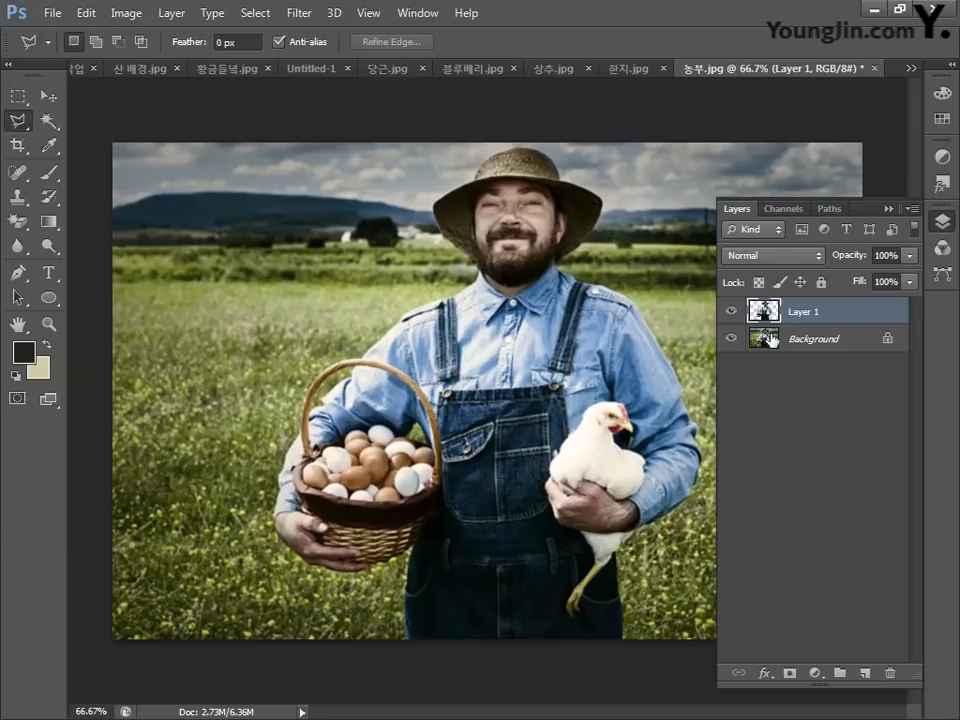 Ps File Edit Image Layer Type Select Filter 3D View Window Help
YoungJin.com Y.
Feather: 0 px Anti-alias Refine Edge...
산 배경.jpg × 황금들녘.jpg × Untitled-1 × 당근.jpg × 블루베리.jpg × 상추.jpg × 한지.jpg × 농부.jpg @ 66.7% (Layer 1, RGB/8#) * ×
Layers Channels Paths
Kind
Normal Opacity: 100%
Lock: Fill: 100%
Layer 1
Background
66.67% Doc: 2.73M/6.36M